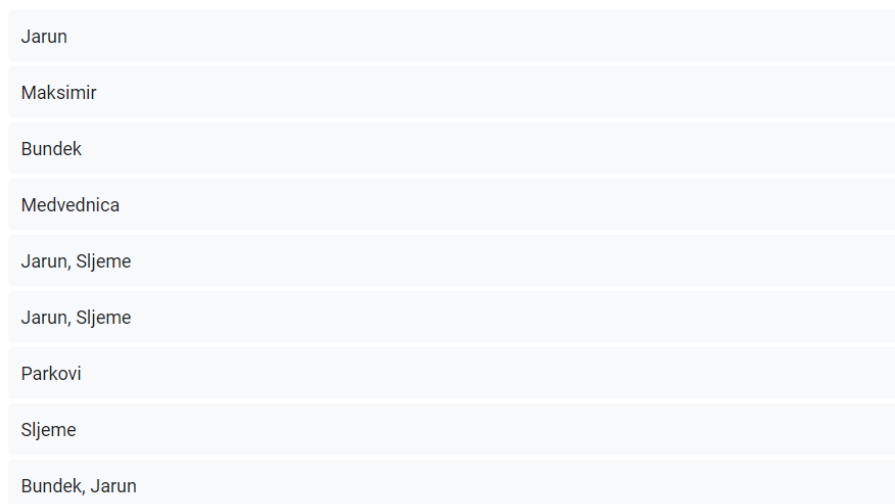 Jarun
Maksimir
Bundek
Medvednica
Jarun, Sljeme
Jarun, Sljeme
Parkovi
Sljeme
Bundek, Jarun